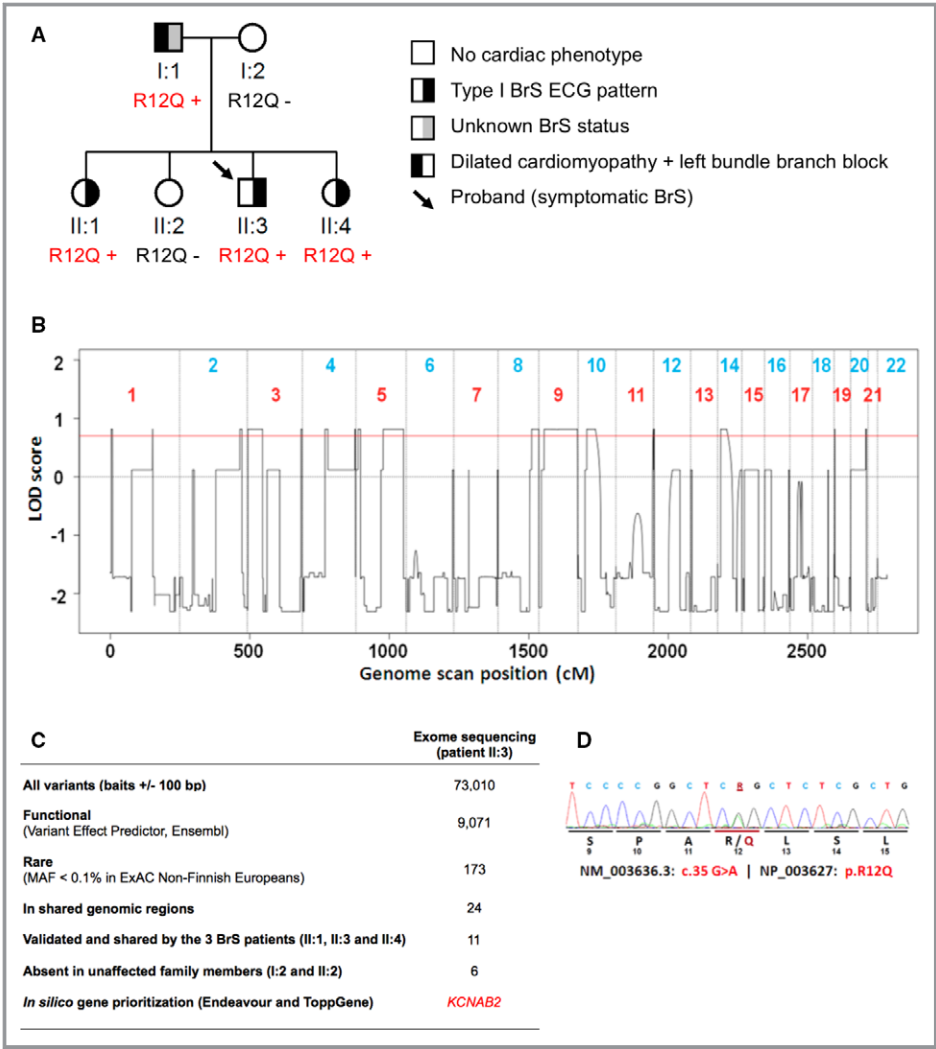 A
I:1 I:2
R12Q + R12Q -
II:1 II:2 II:3 II:4
R12Q + R12Q - R12Q + R12Q +
No cardiac phenotype
Type I BrS ECG pattern
Unknown BrS status
Dilated cardiomyopathy + left bundle branch block
Proband (symptomatic BrS)
B
2 4 6 8 10 12 14 16 18 20 22
1 3 5 7 9 11 13 15 17 19 21
LOD score
2
1
0
-1
-2
0 500 1000 1500 2000 2500
Genome scan position (cM)
C
Exome sequencing
(patient II:3)
All variants (baits +/- 100 bp) 73,010
Functional
(Variant Effect Predictor, Ensembl) 9,071
Rare
(MAF < 0.1% in ExAC Non-Finnish Europeans) 173
In shared genomic regions 24
Validated and shared by the 3 BrS patients (II:1, II:3 and II:4) 11
Absent in unaffected family members (I:2 and II:2) 6
In silico gene prioritization (Endeavour and ToppGene) KCNAB2
D
T C C C C G G C T C R G C T C T C G C T G
S P A R/Q L S L
9 10 11 12 13 14 15
NM_003636.3: c.35 G>A | NP_003627: p.R12Q